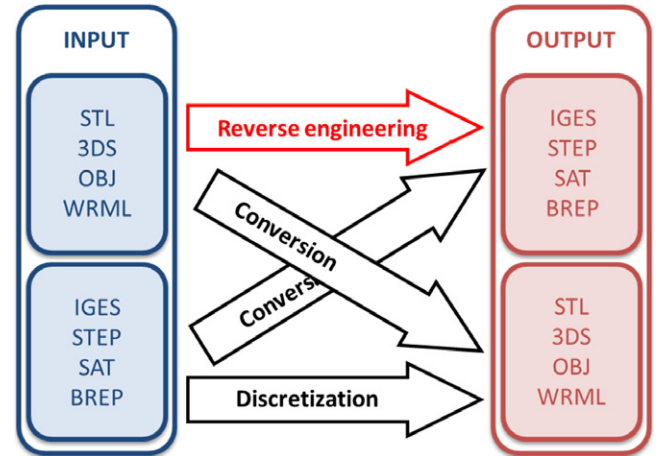 INPUT
STL
3DS
OBJ
WRML
IGES
STEP
SAT
BREP
Reverse engineering
Conversion
Discretization
OUTPUT
IGES
STEP
SAT
BREP
STL
3DS
OBJ
WRML